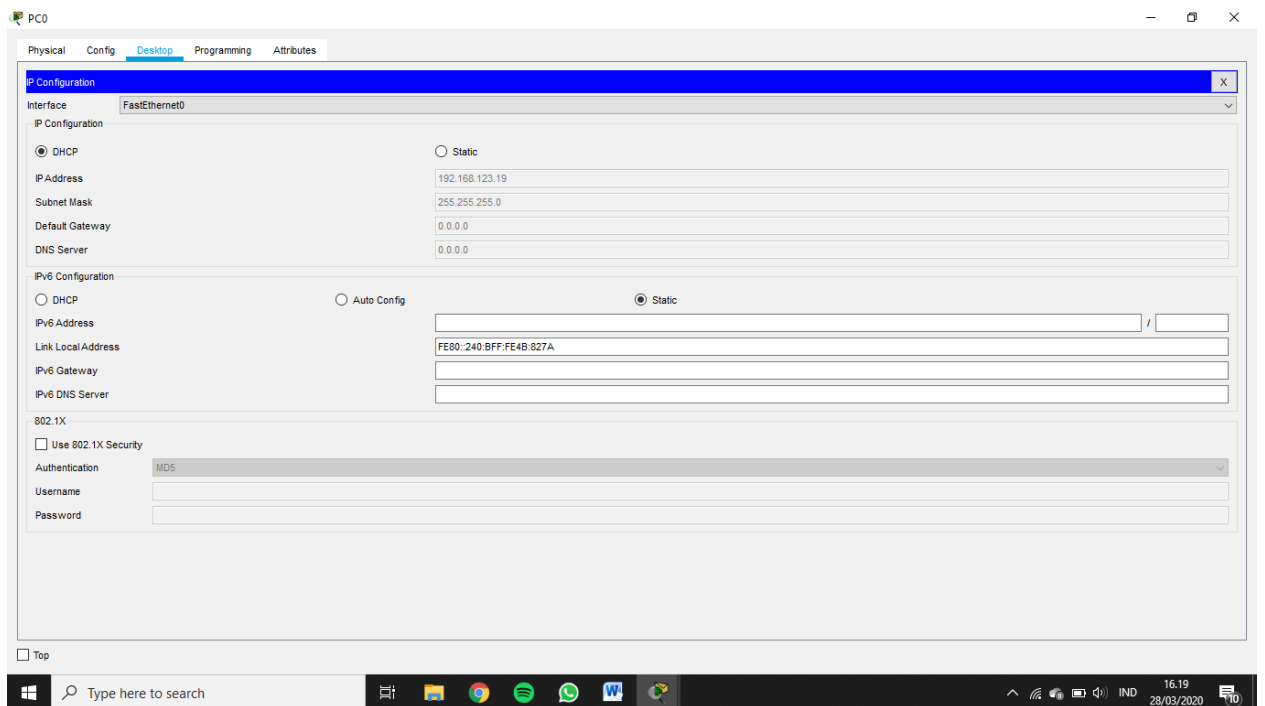 PC0
Physical Config Desktop Programming Attributes
IP Configuration X
Interface FastEthernet0
IP Configuration
DHCP Static
IP Address 192.168.123.19
Subnet Mask 255.255.255.0
Default Gateway 0.0.0.0
DNS Server 0.0.0.0
IPv6 Configuration
DHCP Auto Config Static
IPv6 Address /
Link Local Address FE80::240:BFF:FE4B:827A
IPv6 Gateway
IPv6 DNS Server
802.1X
Use 802.1X Security
Authentication MD5
Username
Password
Top
Type here to search W IND 16.19
28/03/2020 10